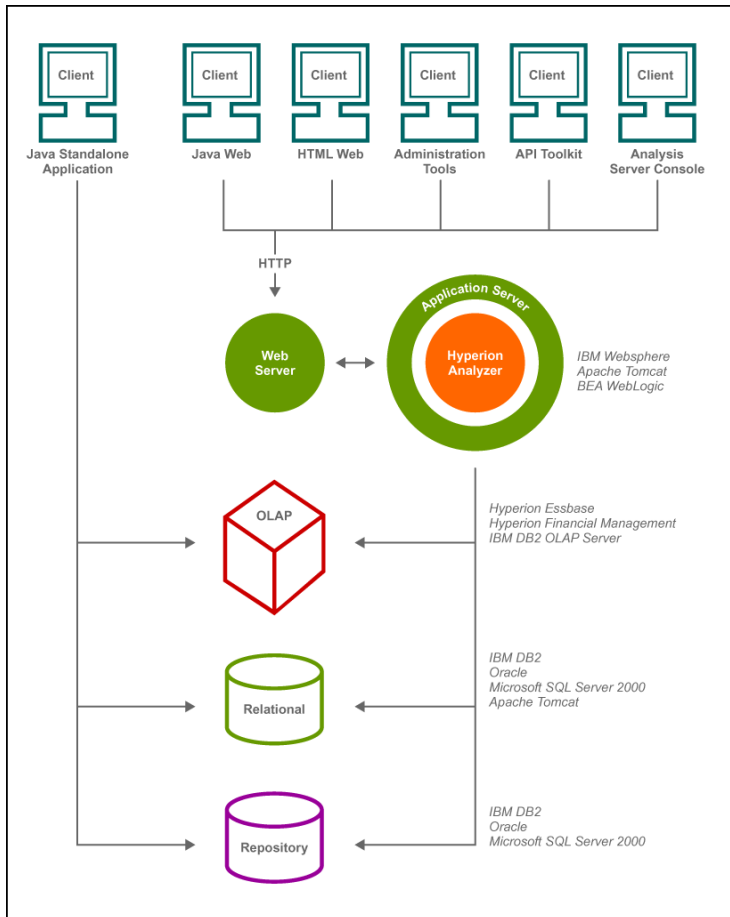 Client
Client
Client
Client
Client
Client
Java Standalone
Application
Java Web
HTML Web
Administration
Tools
API Toolkit
Analysis
Server Console
HTTP
Application Server
Web
Server
Hyperion
Analyzer
IBM Websphere
Apache Tomcat
BEA WebLogic
OLAP
Hyperion Essbase
Hyperion Financial Management
IBM DB2 OLAP Server
IBM DB2
Oracle
Microsoft SQL Server 2000
Apache Tomcat
Relational
IBM DB2
Oracle
Microsoft SQL Server 2000
Repository